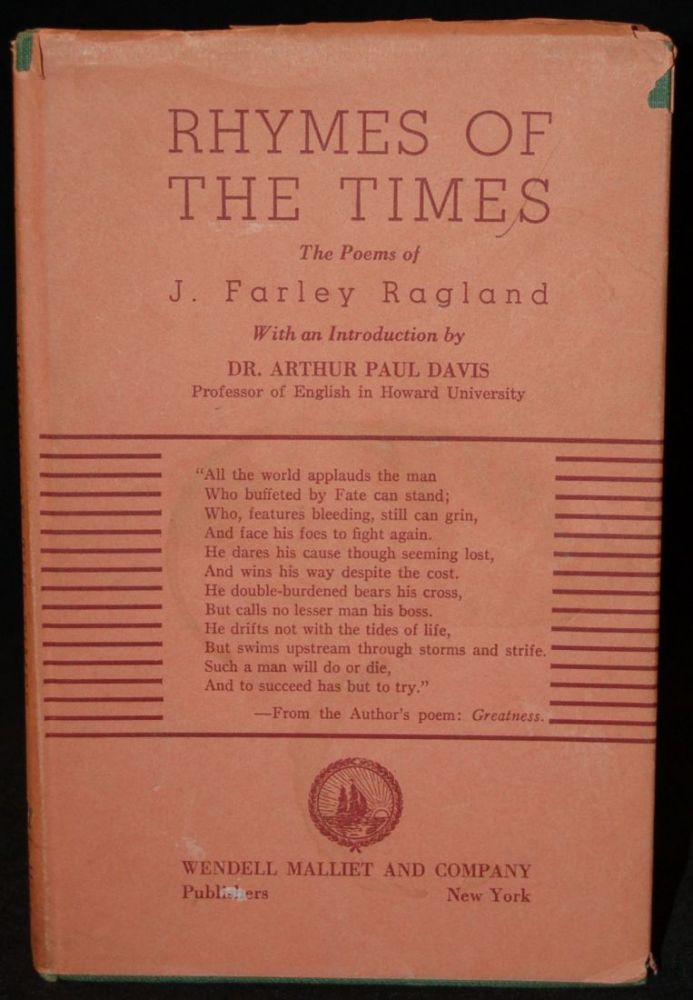 RHYMES OF
THE TIMES
The Poems of
J. Farley Ragland
With an Introduction by
DR. ARTHUR PAUL DAVIS
Professor of English in Howard University
“All the world applauds the man
Who buffeted by Fate can stand;
Who, features bleeding, still can grin,
And face his foes to fight again.
He dares his cause though seeming lost,
And wins his way despite the cost.
He double-burdened bears his cross,
But calls no lesser man his boss.
He drifts not with the tides of life,
But swims upstream through storms and strife.
Such a man will do or die,
And to succeed has but to try.”
—From the Author's poem: Greatness.
WENDELL MALLIET AND COMPANY
Publishers New York